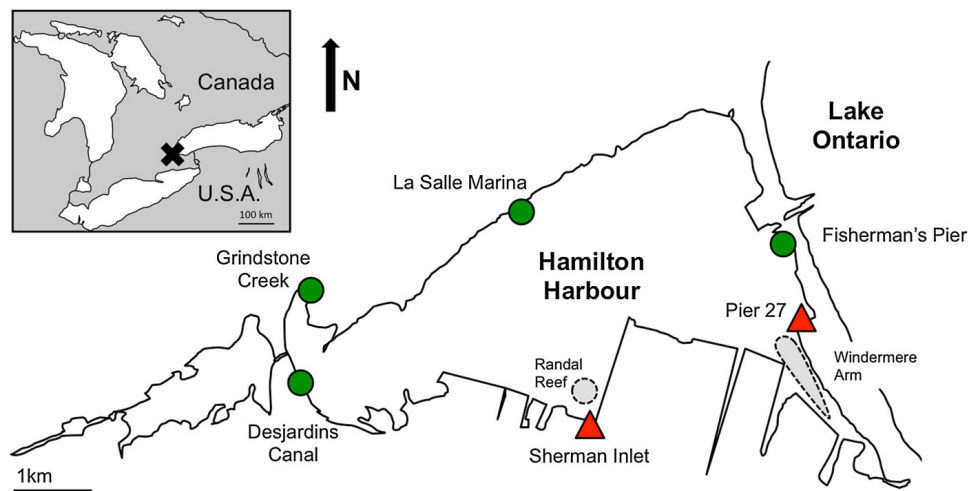 Canada
U.S.A.
100 km
N
Lake
Ontario
La Salle Marina
Fisherman's Pier
Grindstone
Creek
Hamilton
Harbour
Pier 27
Randal
Reef
Windermere
Arm
Desjardins
Canal
Sherman Inlet
1km